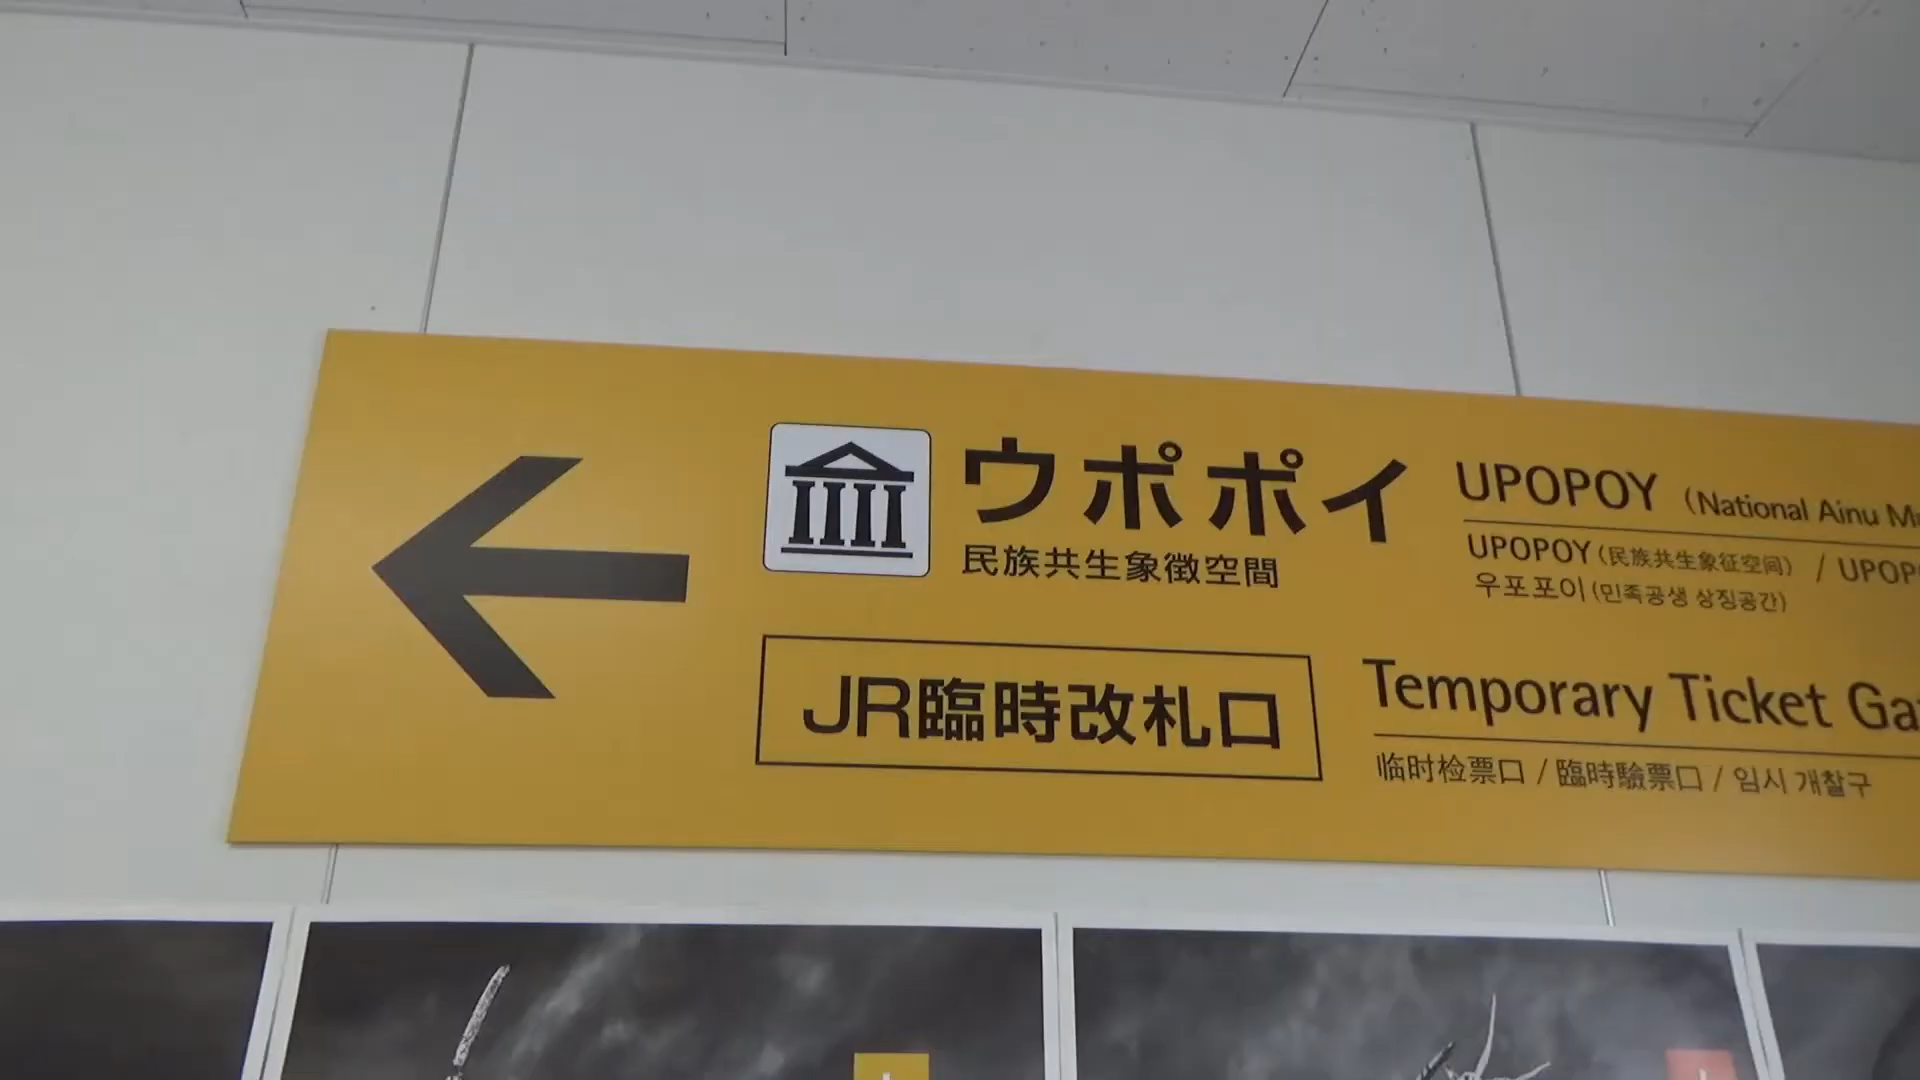 ウポポイ UPOPOY (National Ainu
民族共生象徴空間 UPOPOY (民族共生象征空间) /
우포포이 (민족공생 상징공간)
JR臨時改札口 Temporary Ticket
临时检票口 / 臨時驗票口 / 임시 개찰구